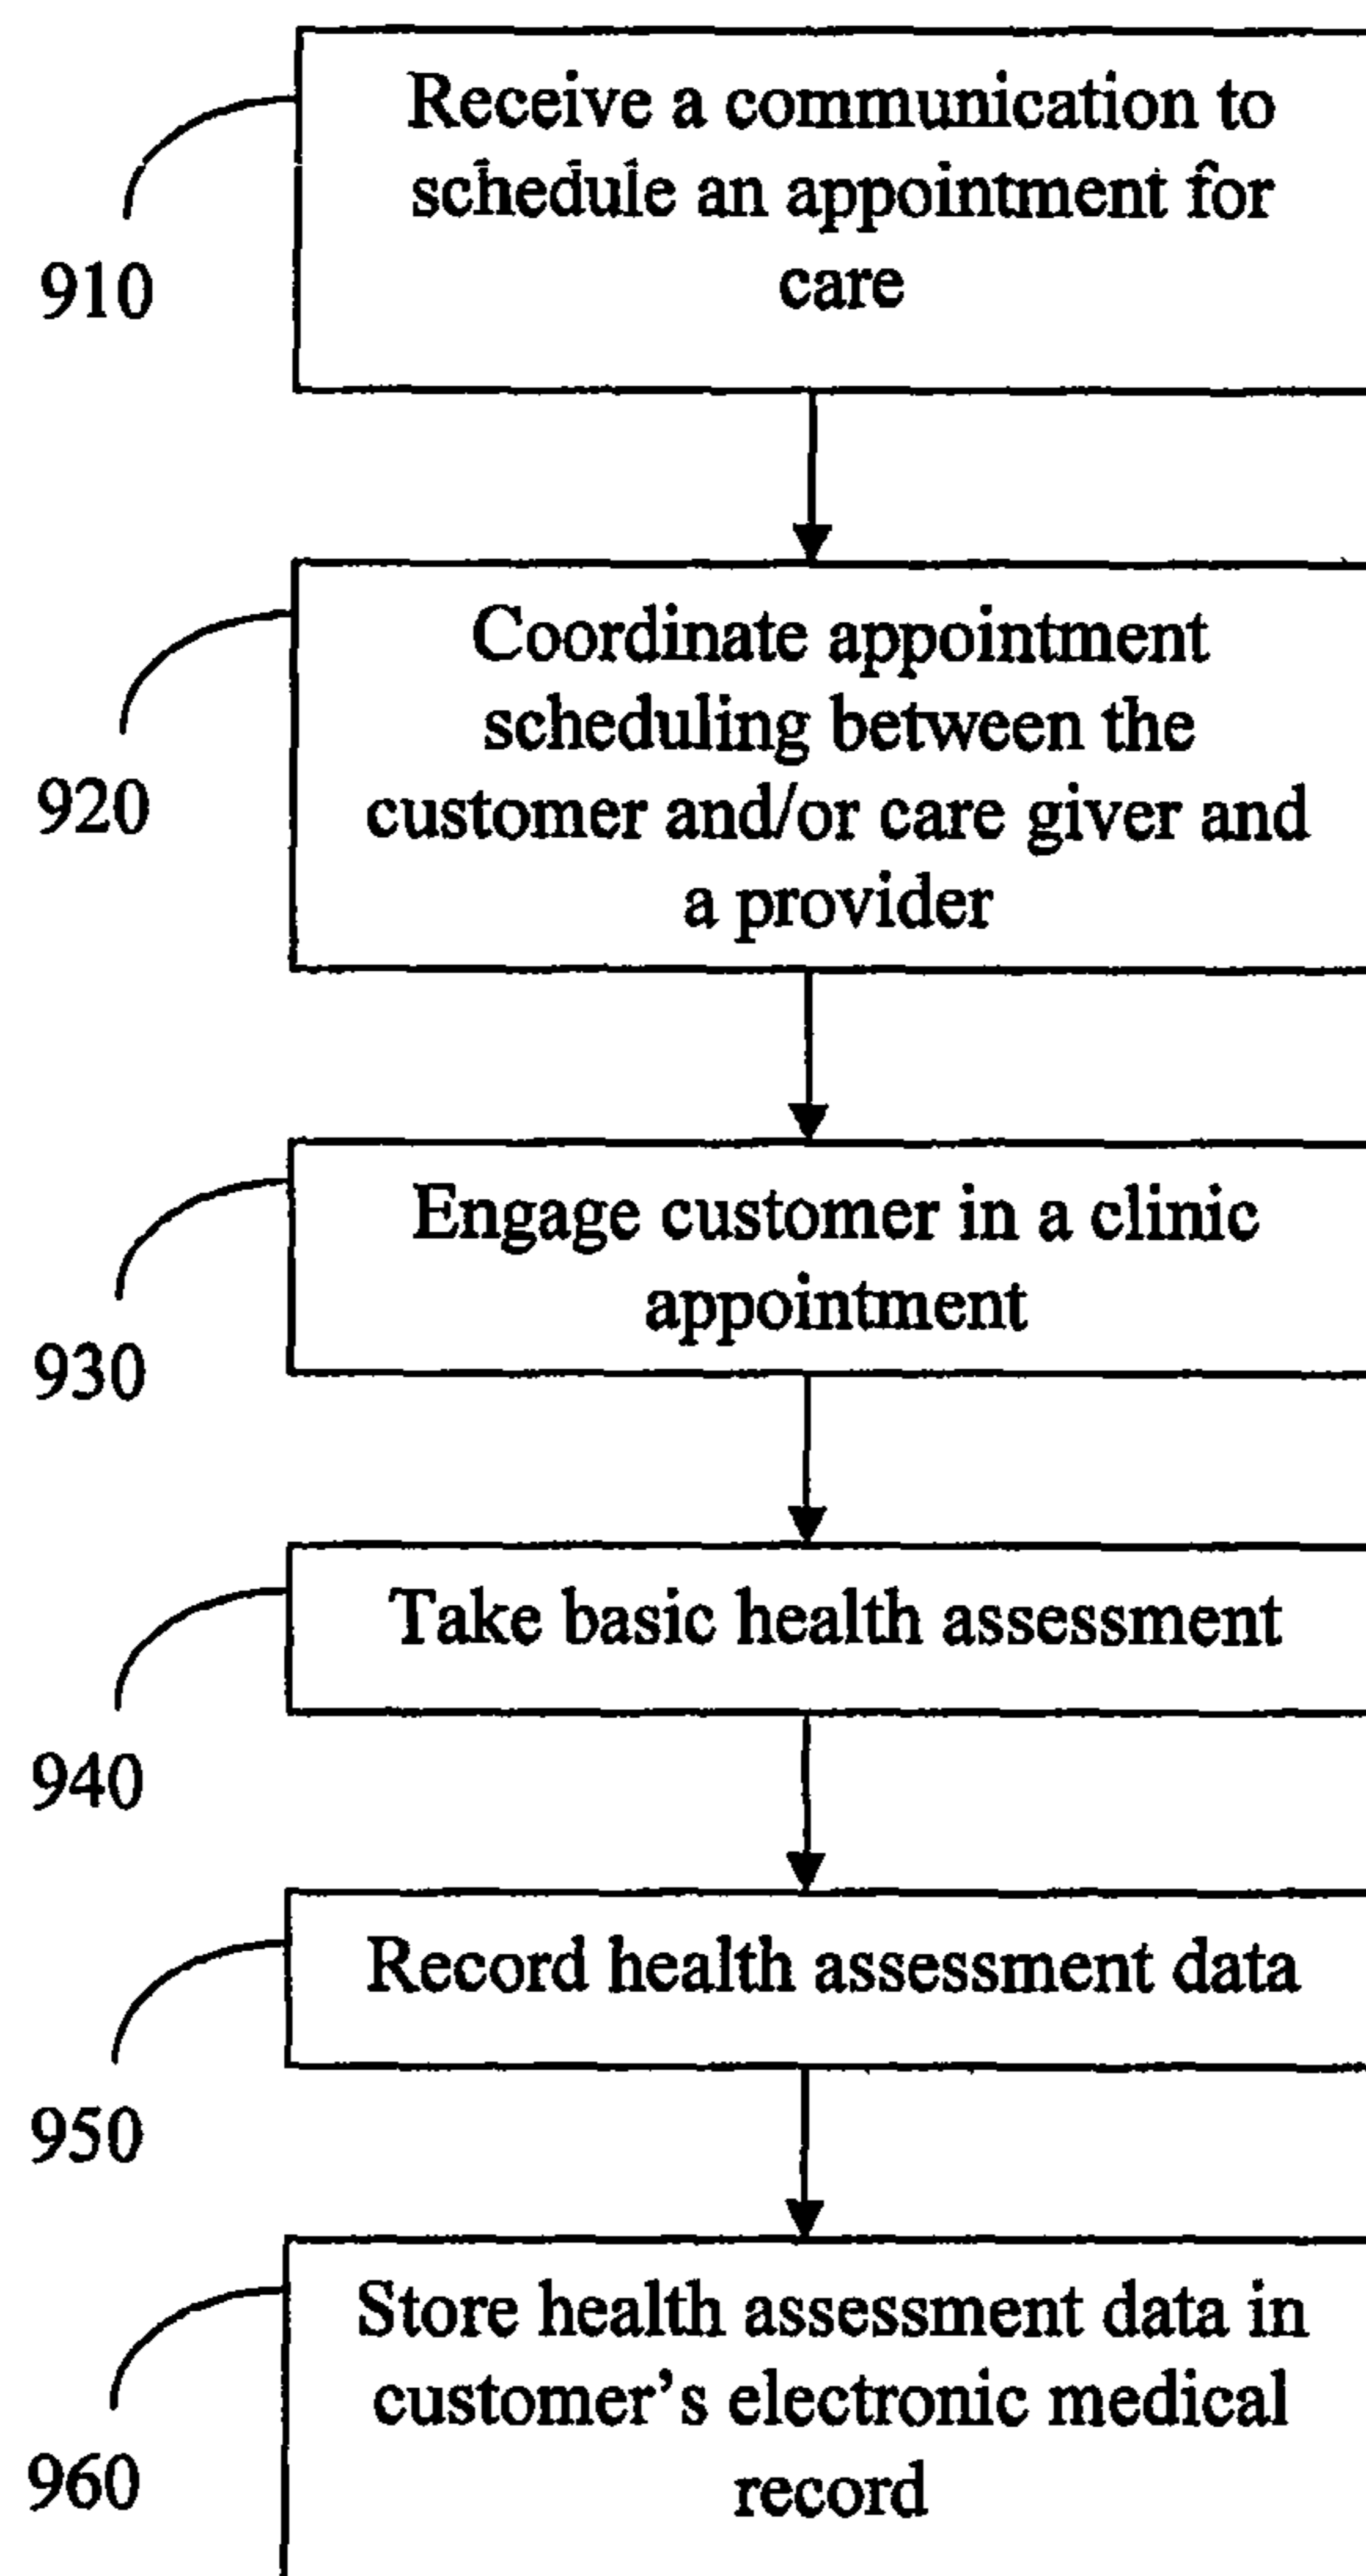 Receive a communication to
schedule an appointment for
care
910
Coordinate appointment
scheduling between the
customer and/or care giver and
a provider
920
Engage customer in a clinic
appointment
930
Take basic health assessment
940
Record health assessment data
950
Store health assessment data in
customer's electronic medical
record
960